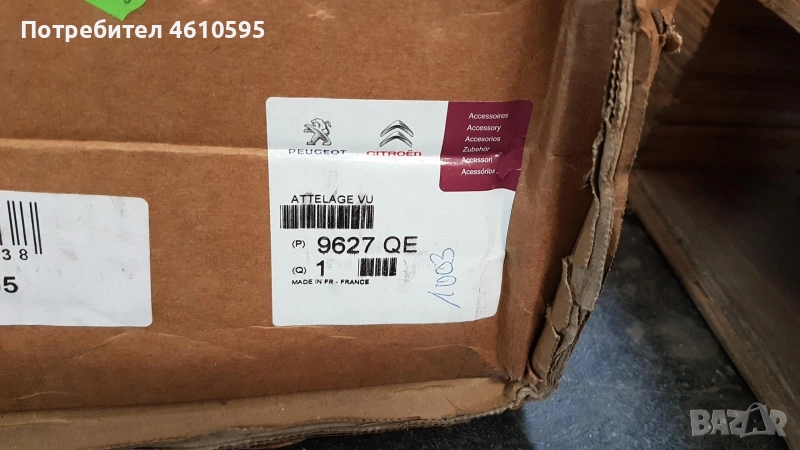 Потребител 4610595
Accessoires
Accessory
Accesorios
Zubehör
Accessori
Acessórios
PEUGEOT
CITROËN
ATTELAGE VU
(P) 9627 QE
(Q) 1
MADE IN FR - FRANCE
1003
38
5
BAZAR